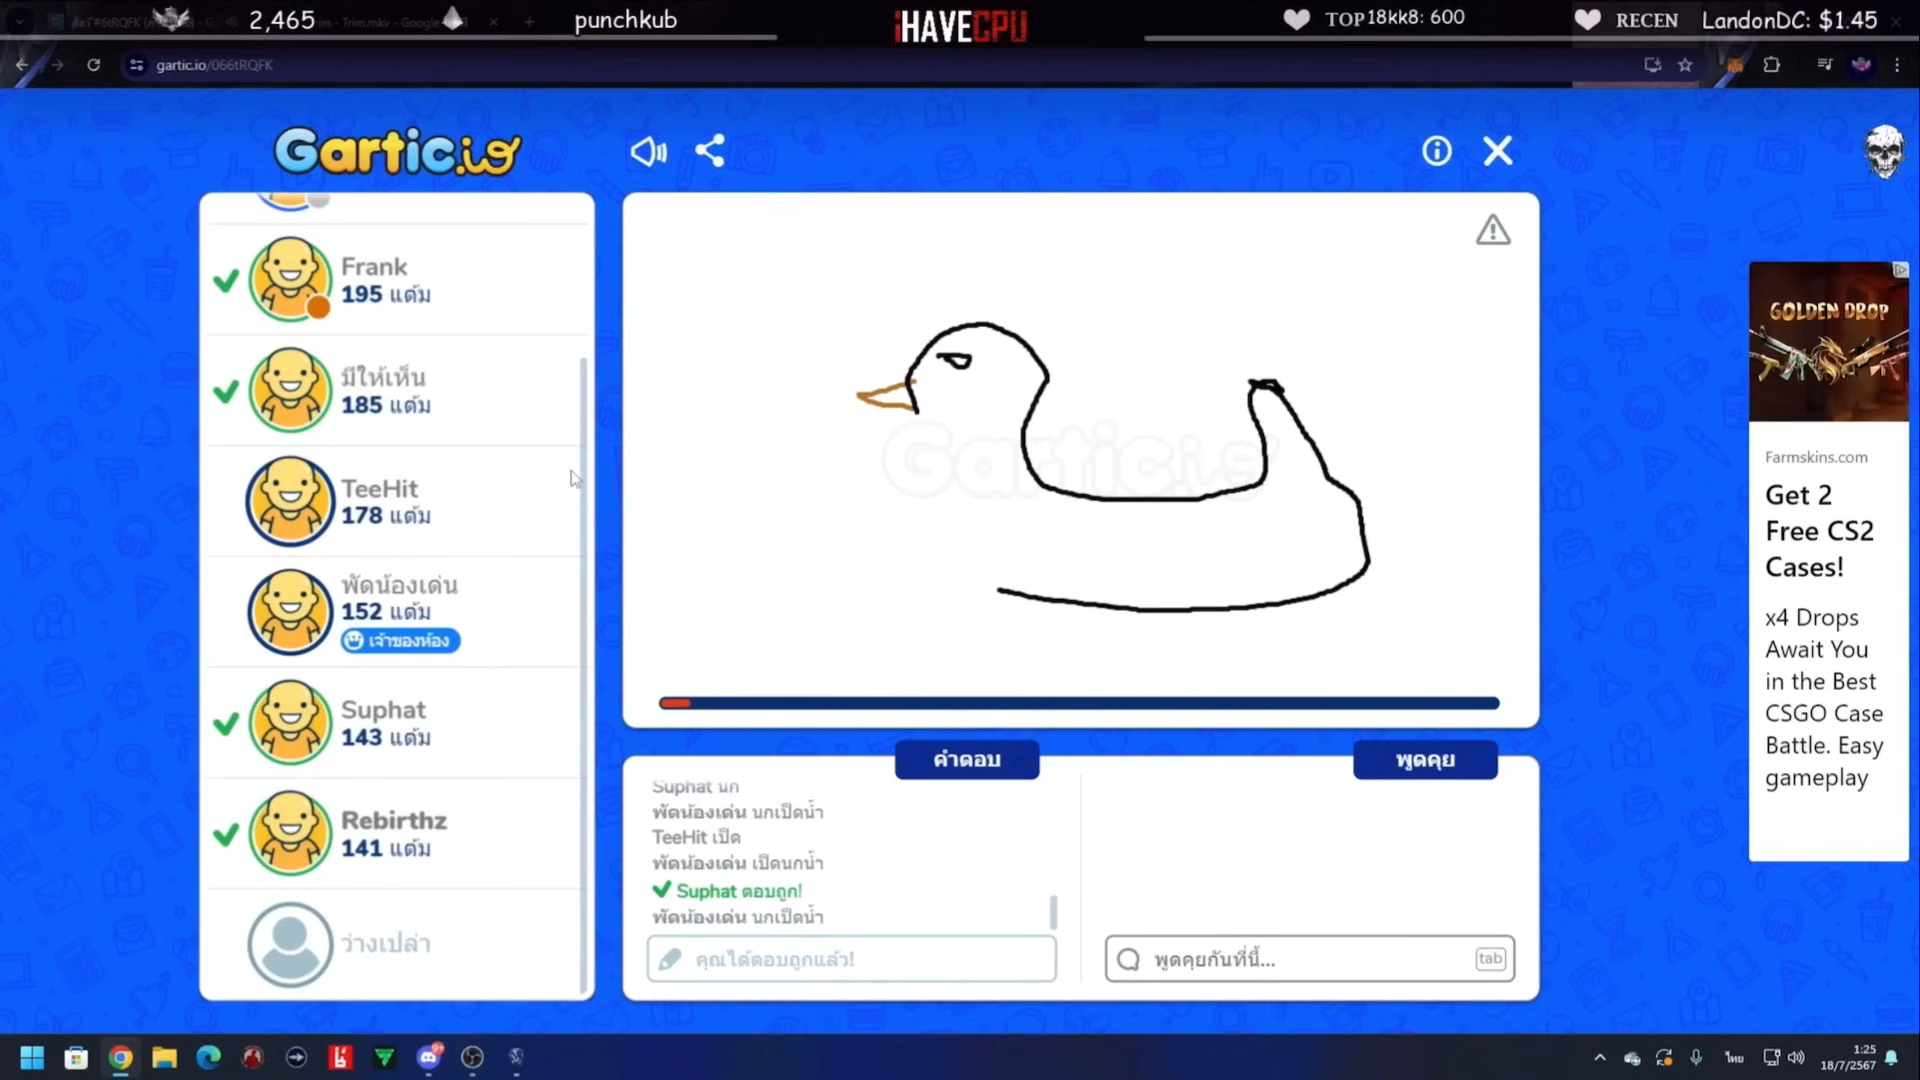 2,465
punchkub
iHAVECPU
TOP 18kk8: 600
RECEN LandonDC: $1.45
gartic.io/066tRQFK
Gartic.io
Frank
195 แต้ม
มีให้เห็น
185 แต้ม
TeeHit
178 แต้ม
พัดน้องเด่น
152 แต้ม
เจ้าของห้อง
Suphat
143 แต้ม
Rebirthz
141 แต้ม
ว่างเปล่า
Gartic.io
คำตอบ
พูดคุย
Suphat นก
พัดน้องเด่น นกเป็ดน้ำ
TeeHit เป็ด
พัดน้องเด่น เป็ดนกน้ำ
Suphat ตอบถูก!
พัดน้องเด่น นกเป็ดน้ำ
คุณได้ตอบถูกแล้ว!
พูดคุยกันที่นี้...
tab
GOLDEN DROP
Farmskins.com
Get 2
Free CS2
Cases!
x4 Drops
Await You
in the Best
CSGO Case
Battle. Easy
gameplay
ไทย
1:25
18/7/2567